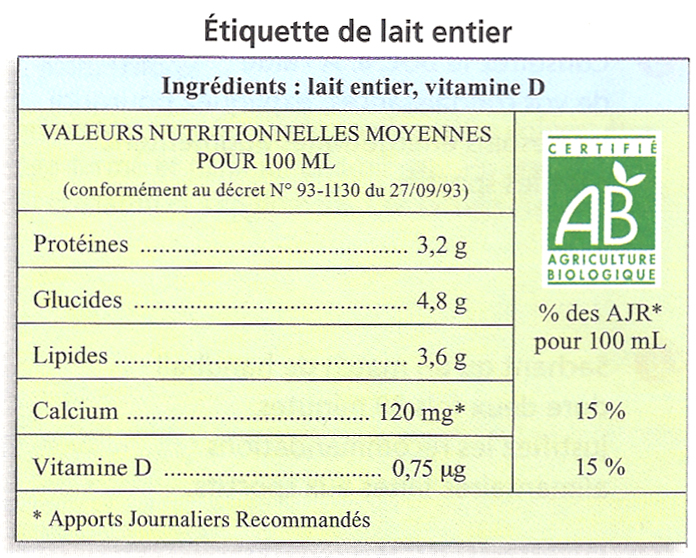 Étiquette de lait entier
Ingrédients : lait entier, vitamine D
VALEURS NUTRITIONNELLES MOYENNES
POUR 100 ML
(conformément au décret N° 93-1130 du 27/09/93)
CERTIFIÉ
AB
AGRICULTURE
BIOLOGIQUE
% des AJR*
pour 100 mL
Protéines .................................... 3,2 g
Glucides .................................... 4,8 g
Lipides ....................................... 3,6 g
Calcium ................................ 120 mg* 15 %
Vitamine D ............................ 0,75 µg 15 %
* Apports Journaliers Recommandés